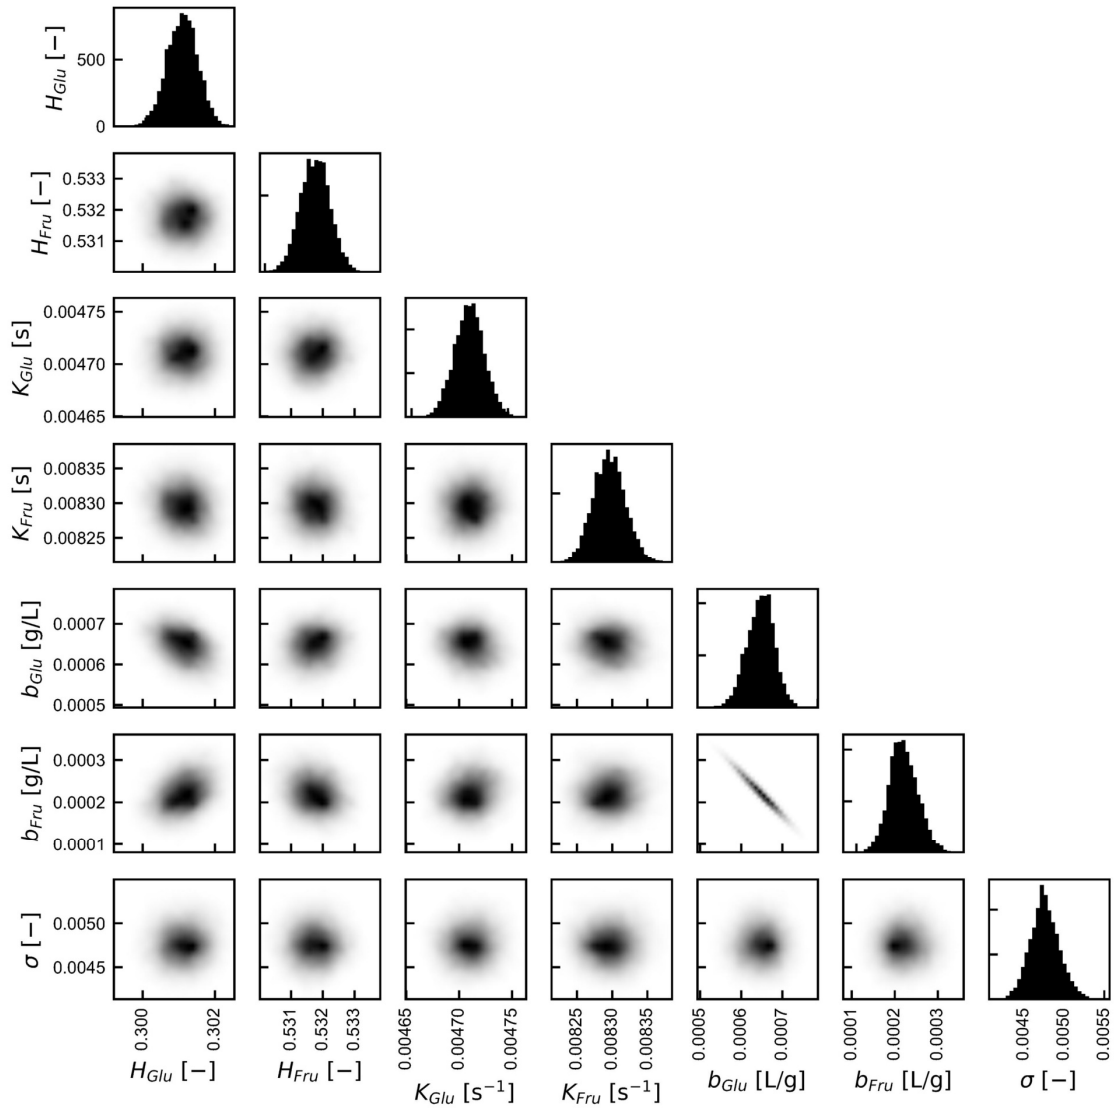 H_Glu [−]
500
0
H_Fru [−]
0.533
0.532
0.531
K_Glu [s]
0.00475
0.00470
0.00465
K_Fru [s]
0.00835
0.00830
0.00825
b_Glu [g/L]
0.0007
0.0006
0.0005
b_Fru [g/L]
0.0003
0.0002
0.0001
σ [−]
0.0050
0.0045
0.300 0.302
0.531 0.532 0.533
0.00465 0.00470 0.00475
0.00825 0.00830 0.00835
0.0005 0.0006 0.0007
0.0001 0.0002 0.0003
0.0045 0.0050 0.0055
H_Glu [−]
H_Fru [−]
K_Glu [s⁻¹]
K_Fru [s⁻¹]
b_Glu [L/g]
b_Fru [L/g]
σ [−]